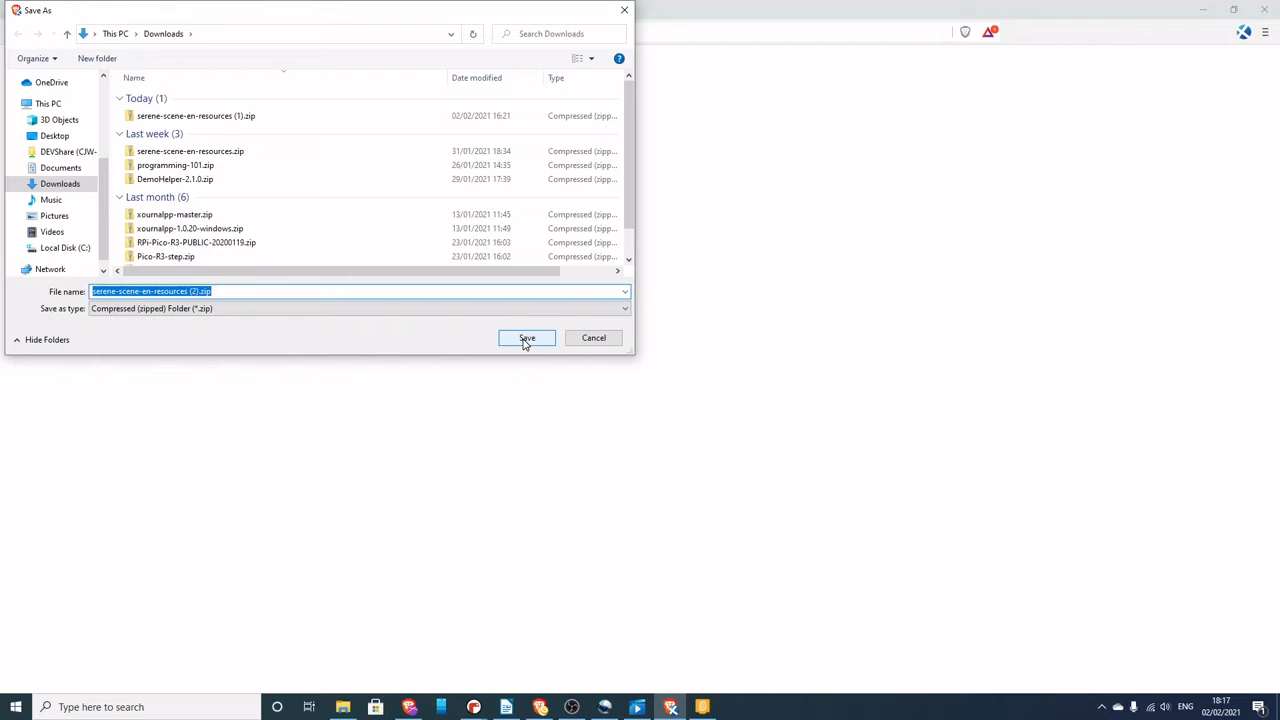 Save As
This PC
Downloads
Search Downloads
Organize
New folder
Name
Date modified
Type
OneDrive
This PC
3D Objects
Desktop
DEVShare (CJW-
Documents
Downloads
Music
Pictures
Videos
Local Disk (C:)
Network
Today (1)
serene-scene-en-resources (1).zip 02/02/2021 16:21 Compressed (zipp...
Last week (3)
serene-scene-en-resources.zip 31/01/2021 18:34 Compressed (zipp...
programming-101.zip 26/01/2021 14:35 Compressed (zipp...
DemoHelper-2.1.0.zip 29/01/2021 17:39 Compressed (zipp...
Last month (6)
xournalpp-master.zip 13/01/2021 11:45 Compressed (zipp...
xournalpp-1.0.20-windows.zip 13/01/2021 11:49 Compressed (zipp...
RPi-Pico-R3-PUBLIC-20200119.zip 23/01/2021 16:03 Compressed (zipp...
Pico-R3-step.zip 23/01/2021 16:02 Compressed (zipp...
File name: serene-scene-en-resources (2).zip
Save as type: Compressed (zipped) Folder (*.zip)
Hide Folders
Save
Cancel
Type here to search
ENG
18:17
02/02/2021
1